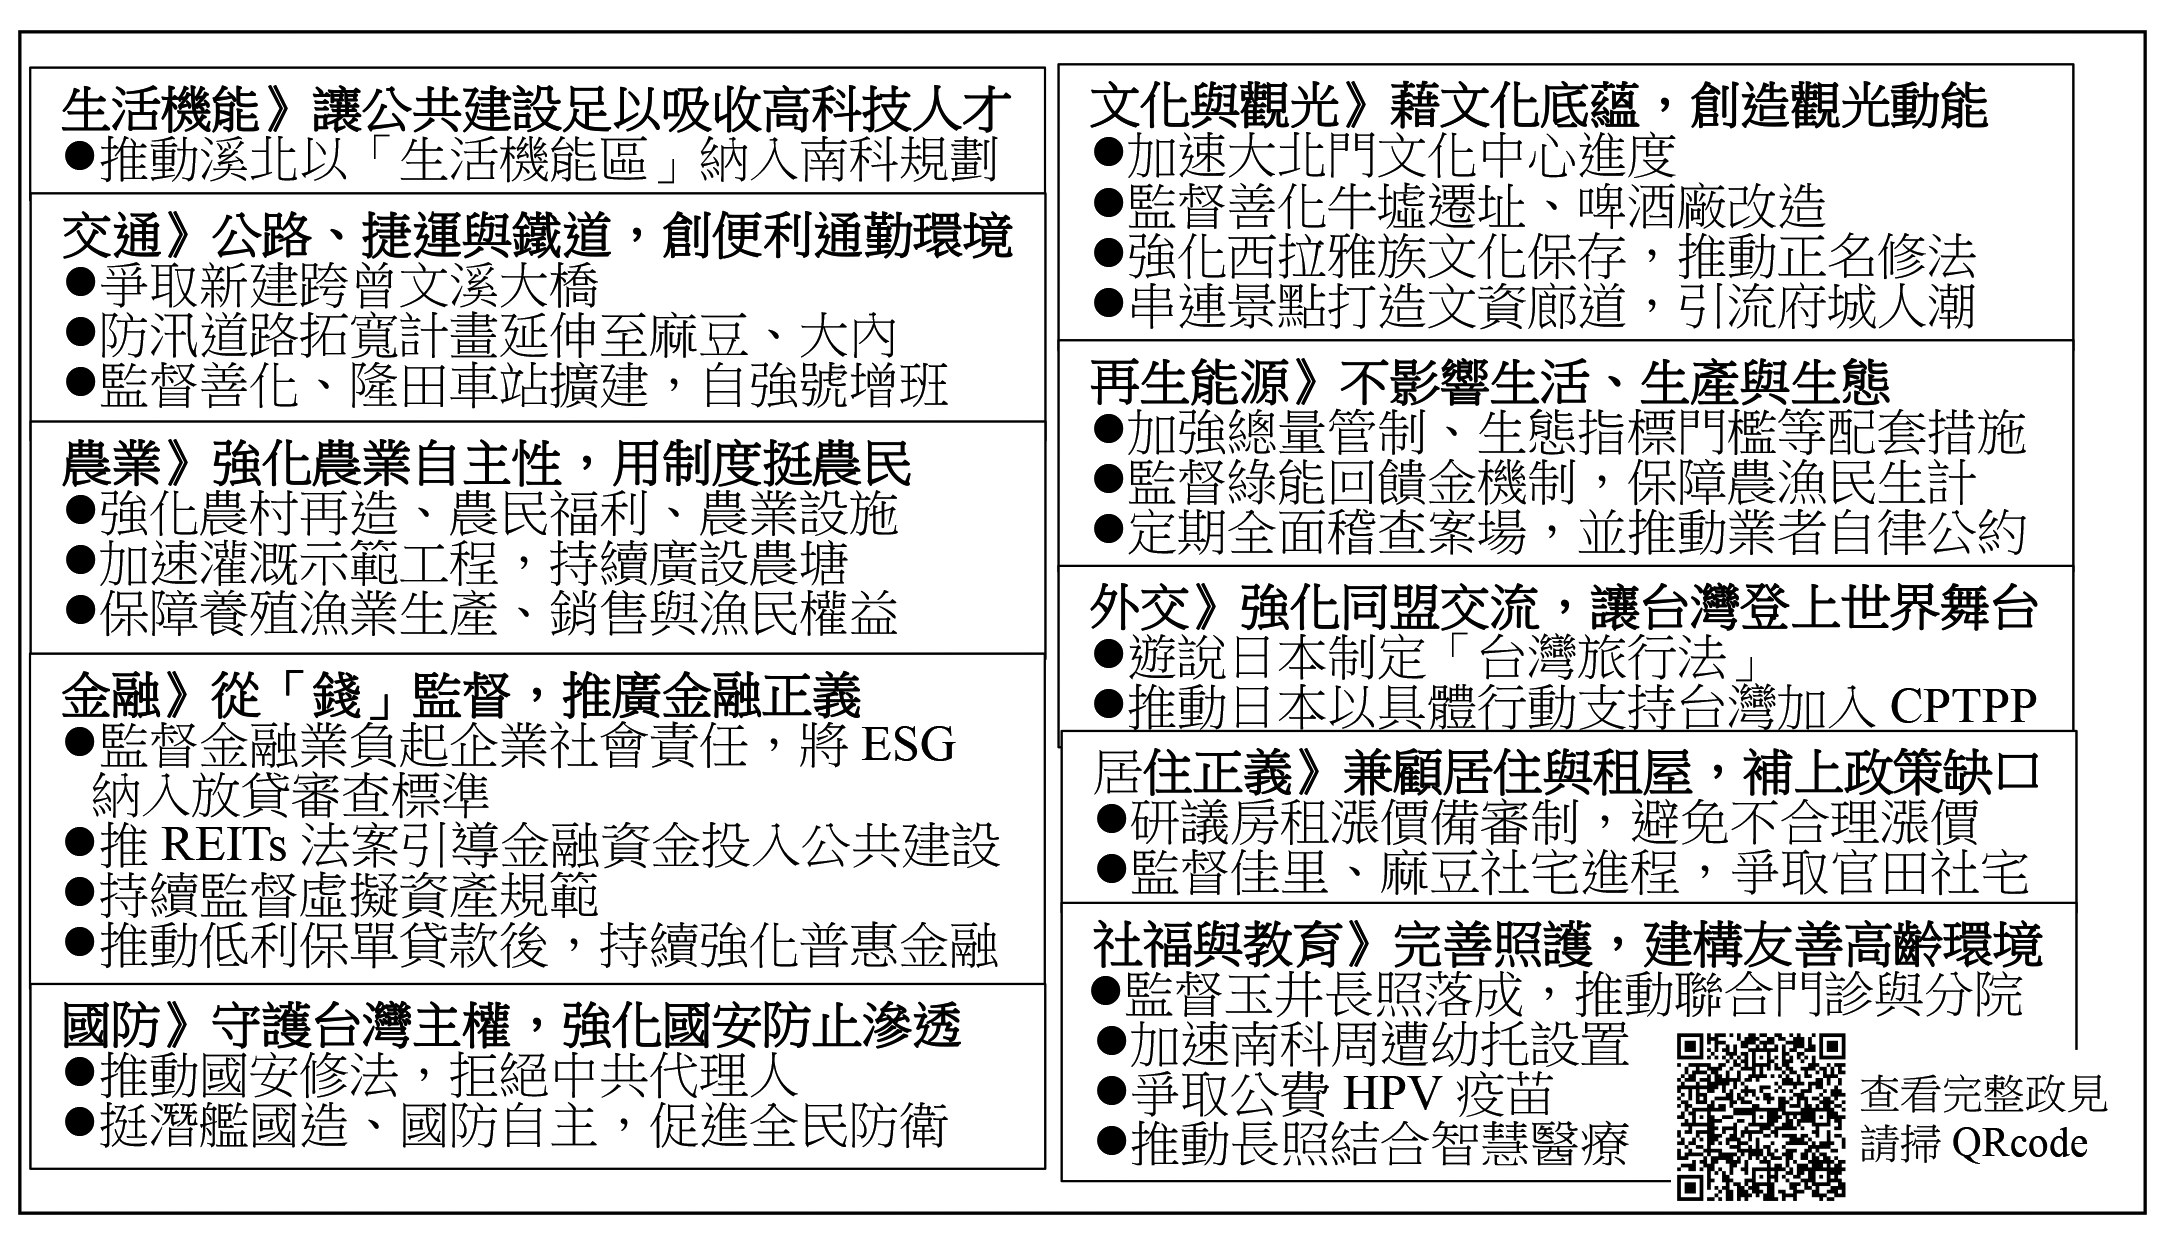 生活機能》讓公共建設足以吸收高科技人才
●推動溪北以「生活機能區」納入南科規劃
交通》公路、捷運與鐵道，創便利通勤環境
●爭取新建跨曾文溪大橋
●防汛道路拓寬計畫延伸至麻豆、大內
●監督善化、隆田車站擴建，自強號增班
農業》強化農業自主性，用制度挺農民
●強化農村再造、農民福利、農業設施
●加速灌溉示範工程，持續廣設農塘
●保障養殖漁業生產、銷售與漁民權益
金融》從「錢」監督，推廣金融正義
●監督金融業負起企業社會責任，將 ESG
納入放貸審查標準
●推 REITs 法案引導金融資金投入公共建設
●持續監督虛擬資產規範
●推動低利保單貸款後，持續強化普惠金融
國防》守護台灣主權，強化國安防止滲透
●推動國安修法，拒絕中共代理人
●挺潛艦國造、國防自主，促進全民防衛
文化與觀光》藉文化底蘊，創造觀光動能
●加速大北門文化中心進度
●監督善化牛墟遷址、啤酒廠改造
●強化西拉雅族文化保存，推動正名修法
●串連景點打造文資廊道，引流府城人潮
再生能源》不影響生活、生產與生態
●加強總量管制、生態指標門檻等配套措施
●監督綠能回饋金機制，保障農漁民生計
●定期全面稽查案場，並推動業者自律公約
外交》強化同盟交流，讓台灣登上世界舞台
●遊說日本制定「台灣旅行法」
●推動日本以具體行動支持台灣加入 CPTPP
居住正義》兼顧居住與租屋，補上政策缺口
●研議房租漲價備審制，避免不合理漲價
●監督佳里、麻豆社宅進程，爭取官田社宅
社福與教育》完善照護，建構友善高齡環境
●監督玉井長照落成，推動聯合門診與分院
●加速南科周遭幼托設置
●爭取公費 HPV 疫苗
●推動長照結合智慧醫療
查看完整政見
請掃 QRcode